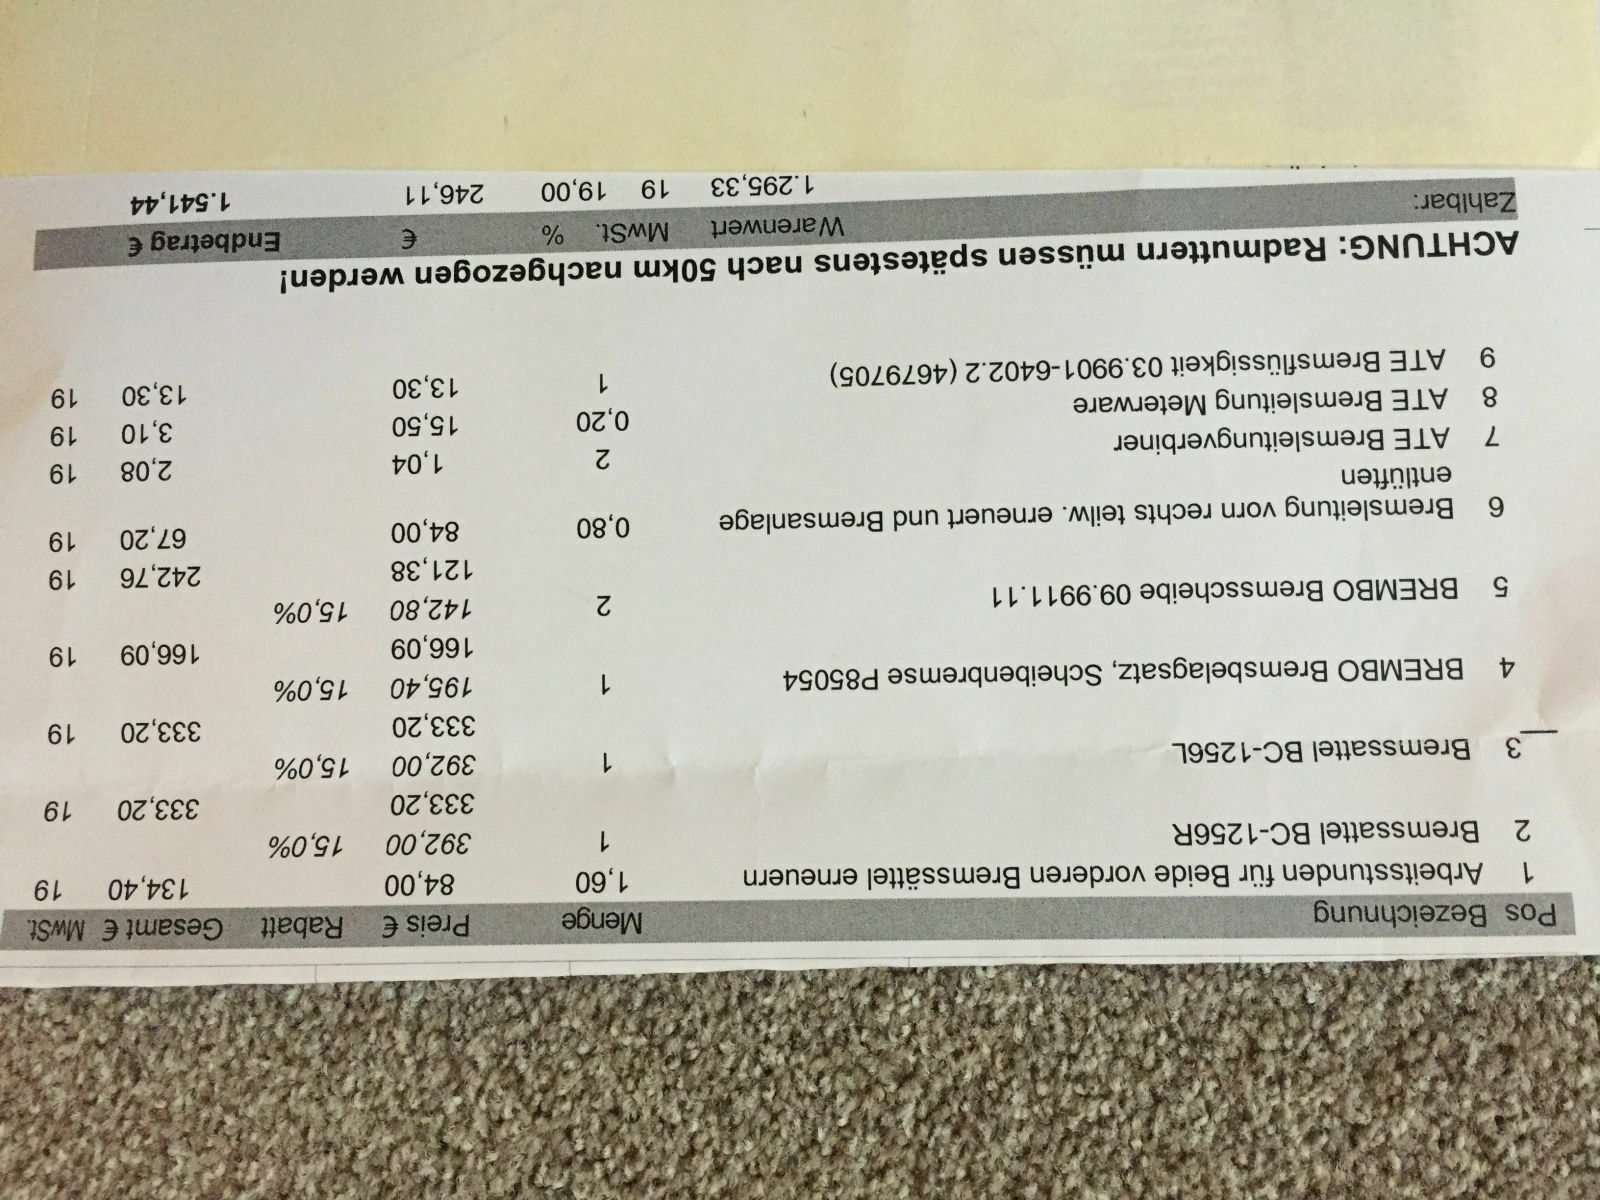 Pos Bezeichnung Menge Preis € Rabatt Gesamt € MwSt.
1 Arbeitsstunden für Beide vorderen Bremssättel erneuern 1,60 84,00 134,40 19
2 Bremssattel BC-1256R 1 392,00 15,0%
333,20 333,20 19
3 Bremssattel BC-1256L 1 392,00 15,0%
333,20 333,20 19
4 BREMBO Bremsbelagsatz, Scheibenbremse P85054 1 195,40 15,0%
166,09 166,09 19
5 BREMBO Bremsscheibe 09.9911.11 2 142,80 15,0%
121,38 242,76 19
6 Bremsleitung vorn rechts teilw. erneuert und Bremsanlage 0,80 84,00 67,20 19
entlüften
7 ATE Bremsleitungverbiner 2 1,04 2,08 19
8 ATE Bremsleitung Meterware 0,20 15,50 3,10 19
9 ATE Bremsflüssigkeit 03.9901-6402.2 (4679705) 1 13,30 13,30 19
ACHTUNG: Radmuttern müssen spätestens nach 50km nachgezogen werden!
Zahlbar: Warenwert MwSt. % € Endbetrag €
1.295,33 19 19,00 246,11 1.541,44